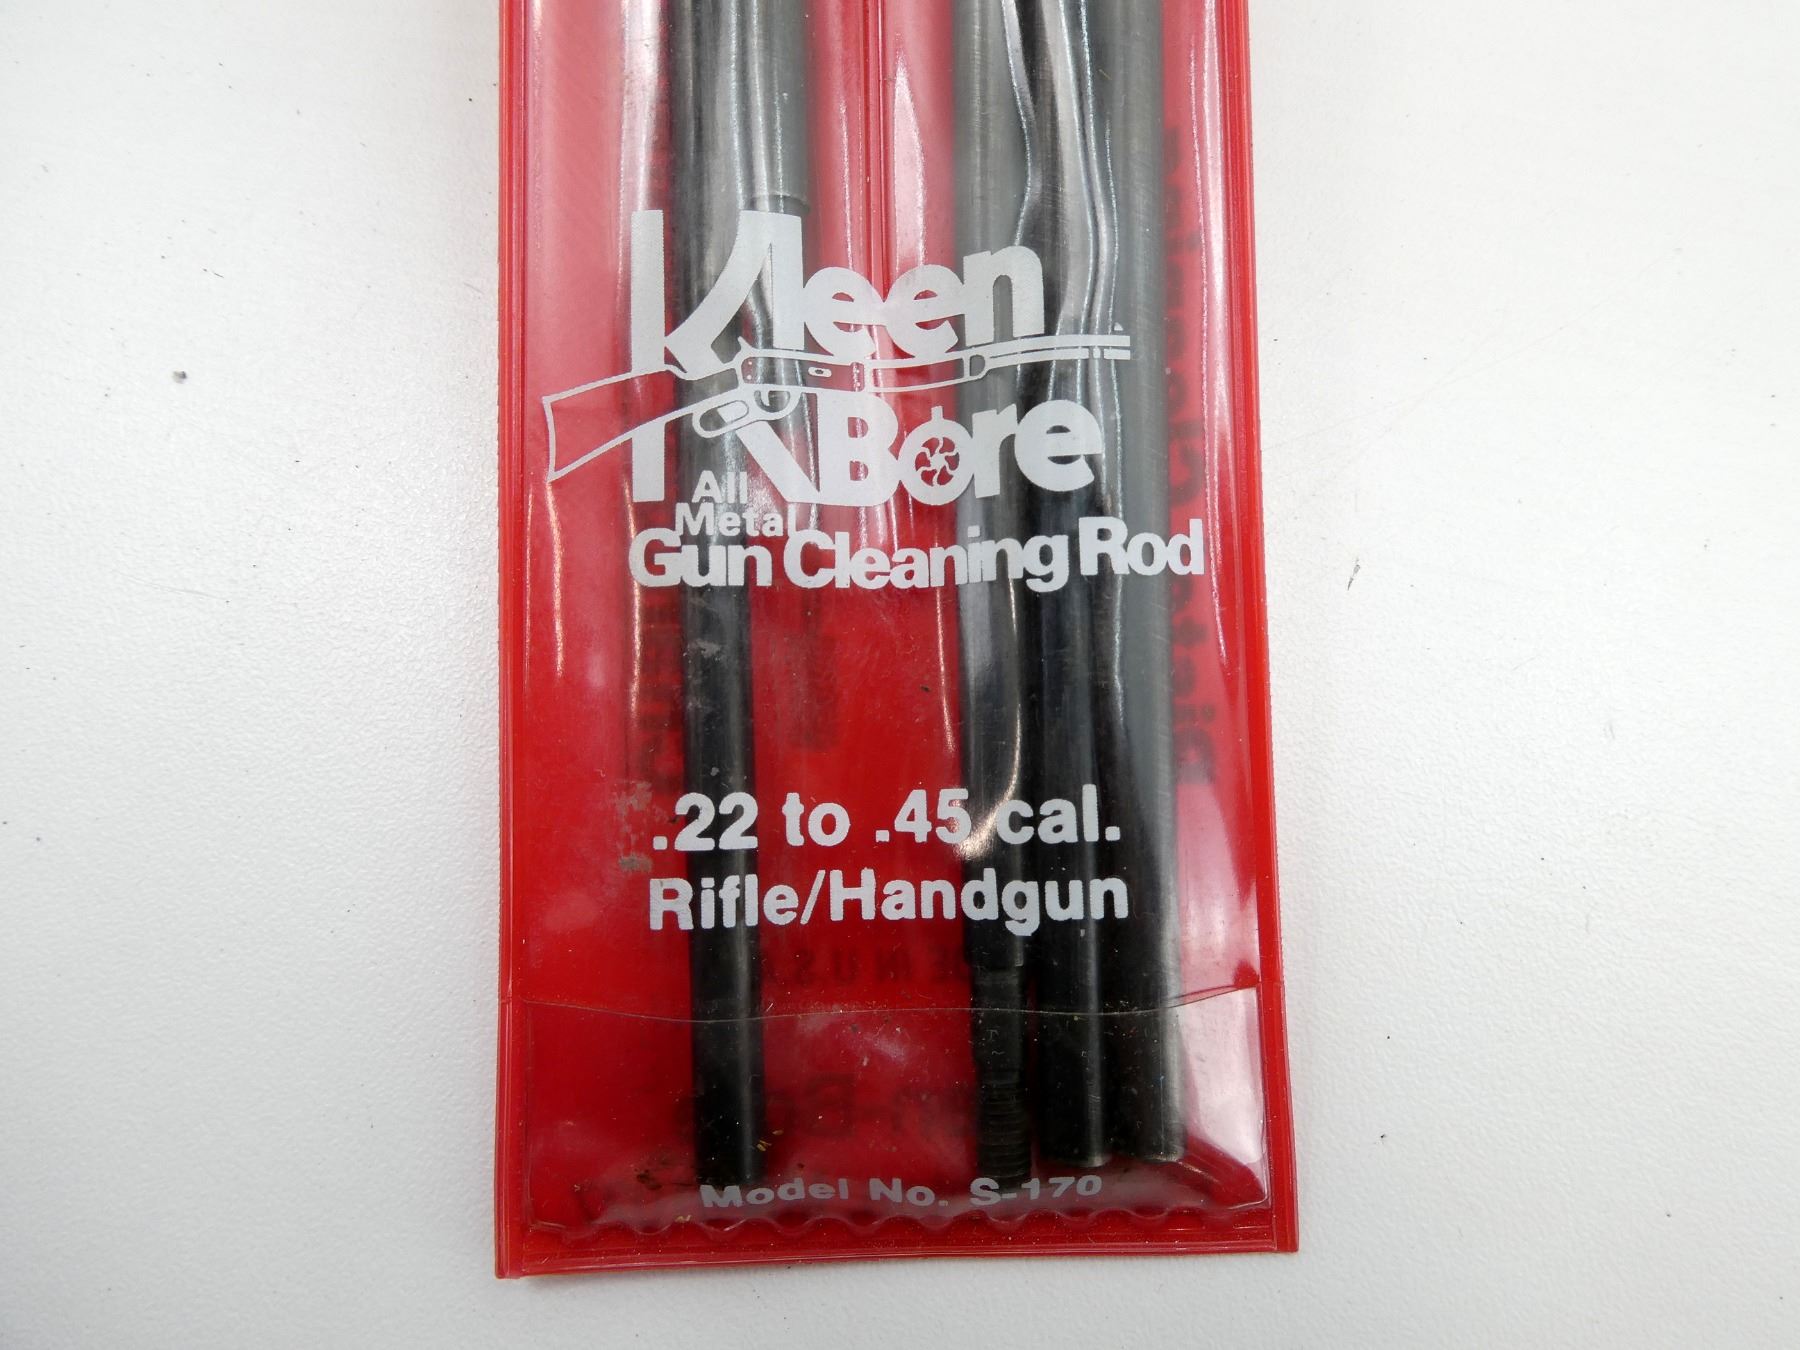 Kleen
Bore
All
Metal
Gun Cleaning Rod
.22 to .45 cal.
Rifle/Handgun
Model No. S-170